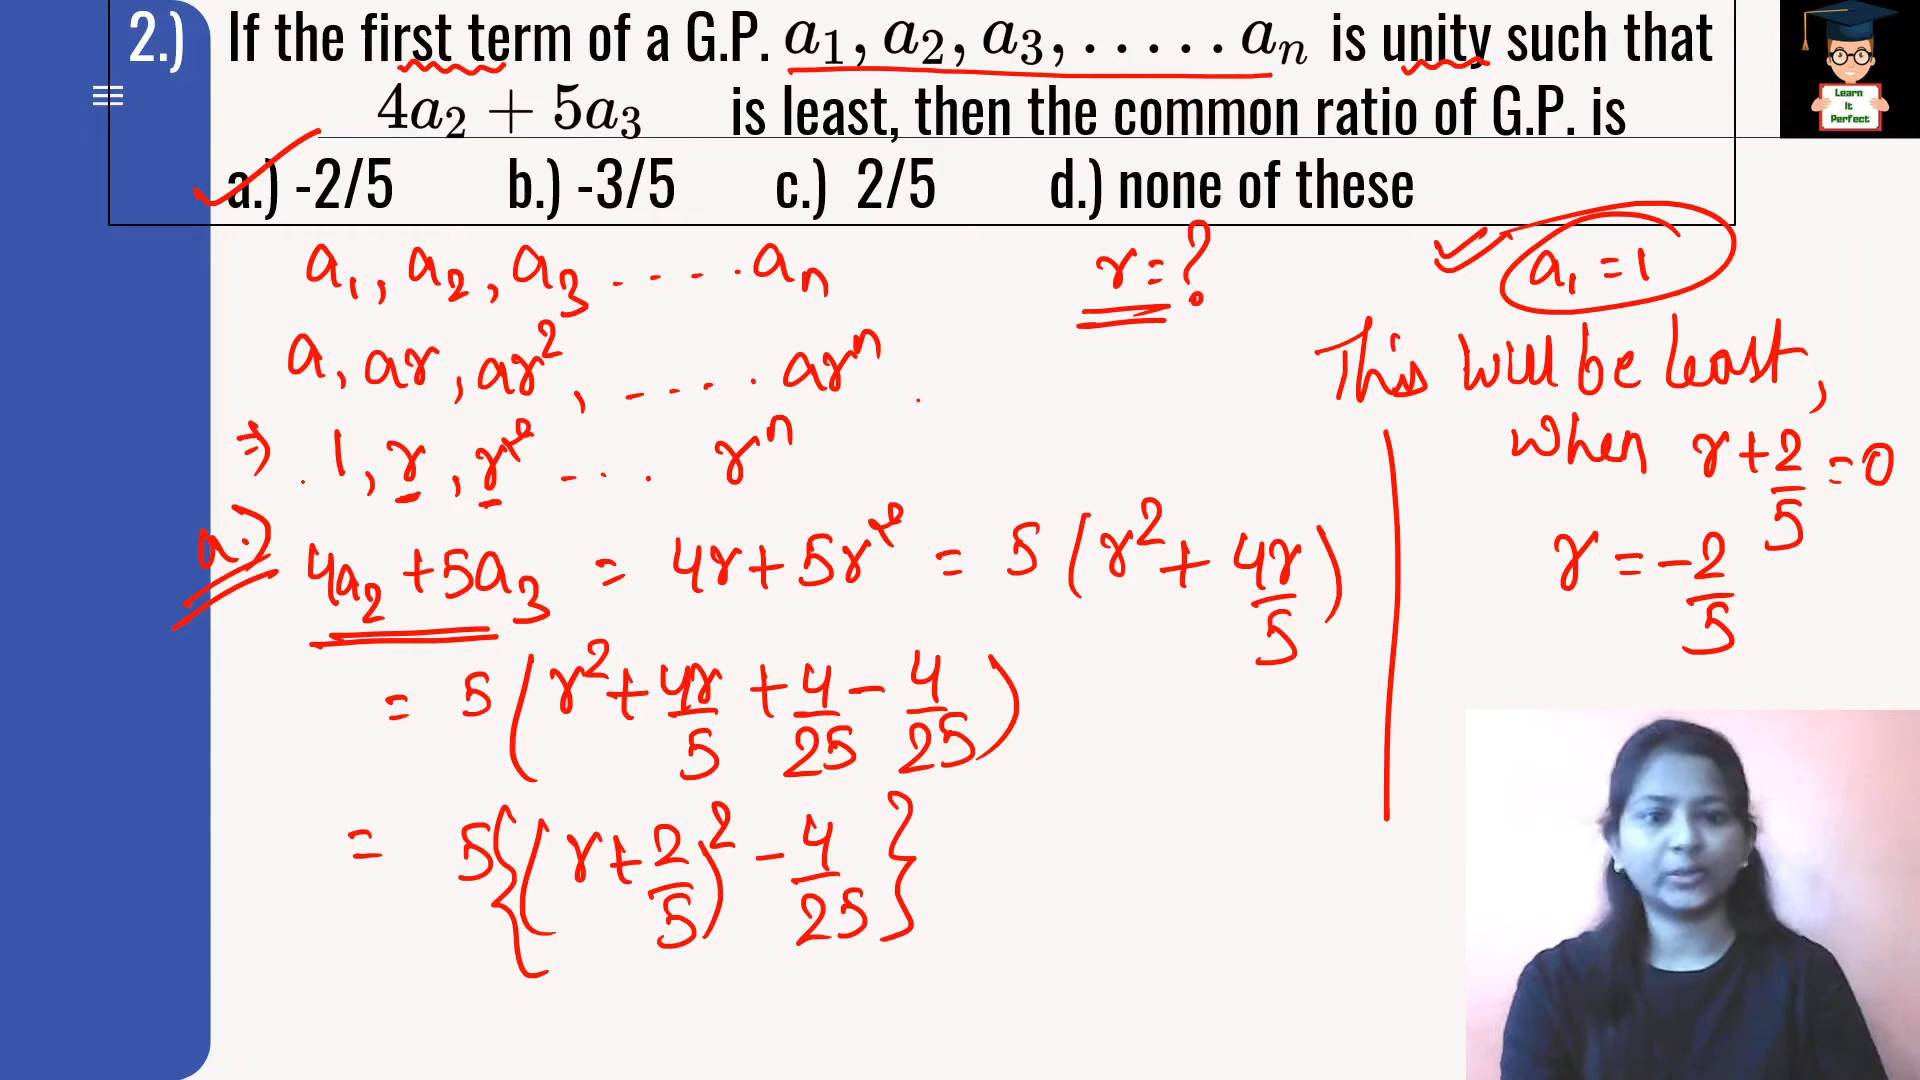 2.) If the first term of a G.P. a₁, a₂, a₃, ..... aₙ is unity such that
4a₂ + 5a₃ is least, then the common ratio of G.P. is
a.) -2/5 b.) -3/5 c.) 2/5 d.) none of these
Learn
It
Perfect
a₁, a₂, a₃ ..... aₙ
r = ?
a₁ = 1
a, ar, ar², ..... arⁿ
⇒ 1, r, r² ..... rⁿ
a.) 4a₂ + 5a₃ = 4r + 5r² = 5(r² + 4r/5)
= 5(r² + 4r/5 + 4/25 - 4/25)
= 5{(r + 2/5)² - 4/25}
This will be least,
when r + 2/5 = 0
r = -2/5